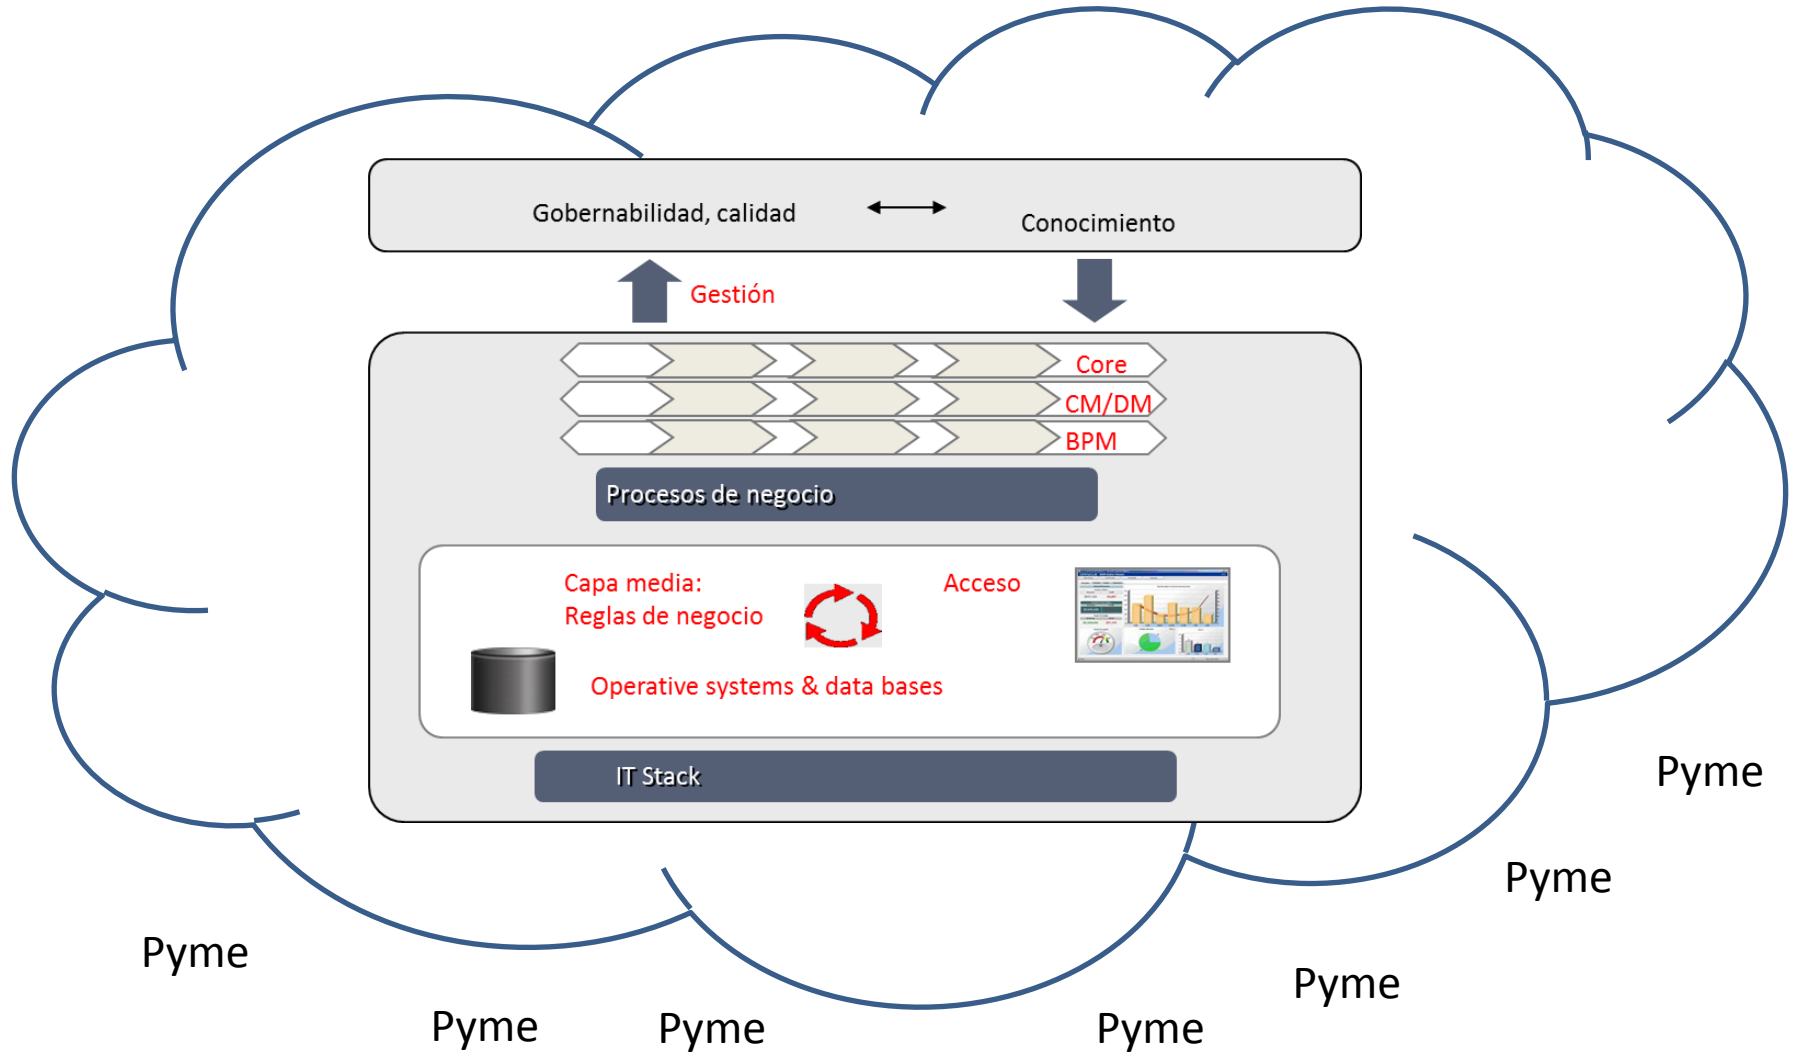 Gobernabilidad, calidad
Conocimiento
Gestión
Core
CM/DM
BPM
Procesos de negocio
Capa media:
Reglas de negocio
Acceso
Operative systems & data bases
IT Stack
Pyme
Pyme
Pyme
Pyme
Pyme
Pyme
Pyme